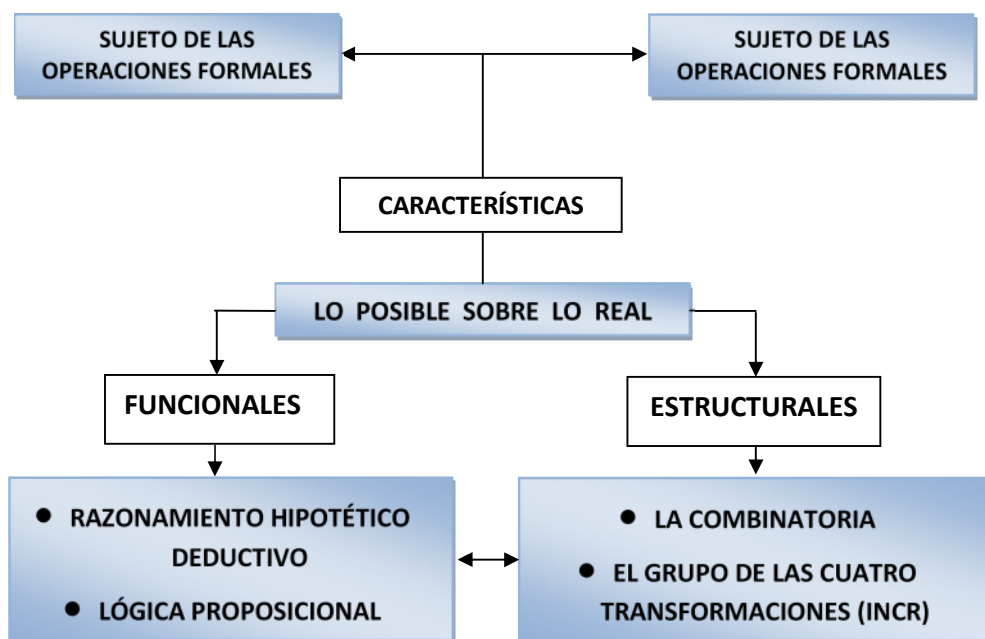 SUJETO DE LAS
OPERACIONES FORMALES
SUJETO DE LAS
OPERACIONES FORMALES
CARACTERÍSTICAS
LO POSIBLE SOBRE LO REAL
FUNCIONALES
ESTRUCTURALES
● RAZONAMIENTO HIPOTÉTICO
DEDUCTIVO
● LÓGICA PROPOSICIONAL
● LA COMBINATORIA
● EL GRUPO DE LAS CUATRO
TRANSFORMACIONES (INCR)